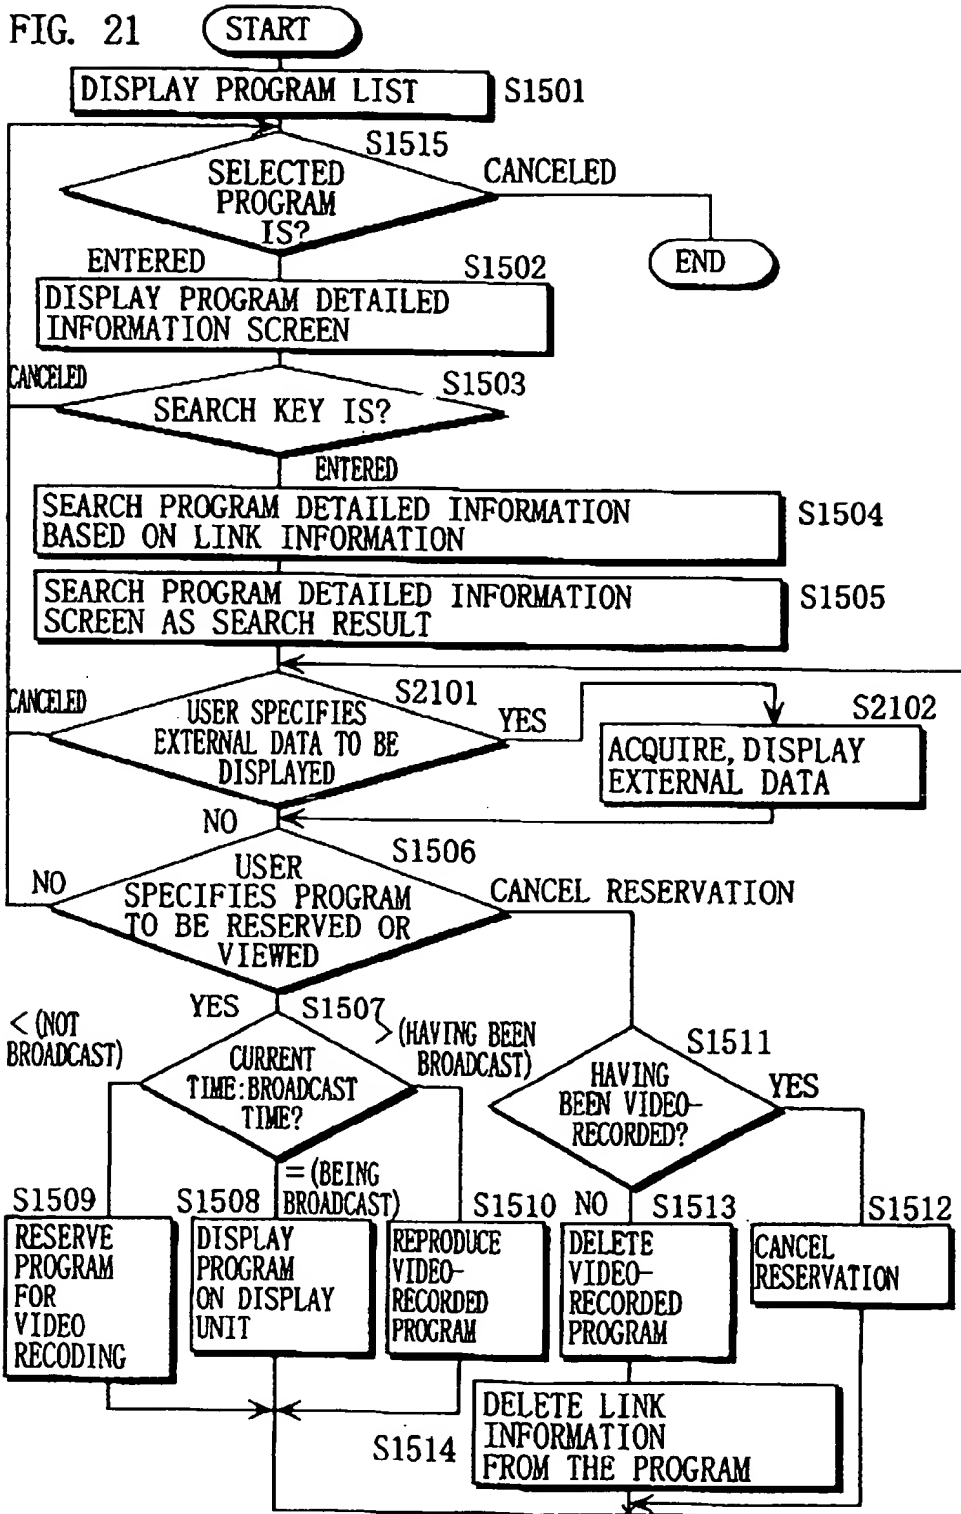 FIG. 21
START
DISPLAY PROGRAM LIST
S1501
S1515
SELECTED
PROGRAM
IS?
CANCELED
END
ENTERED
S1502
DISPLAY PROGRAM DETAILED
INFORMATION SCREEN
CANCELED
S1503
SEARCH KEY IS?
ENTERED
SEARCH PROGRAM DETAILED INFORMATION
BASED ON LINK INFORMATION
S1504
SEARCH PROGRAM DETAILED INFORMATION
SCREEN AS SEARCH RESULT
S1505
CANCELED
S2101
USER SPECIFIES
EXTERNAL DATA TO BE
DISPLAYED
YES
S2102
ACQUIRE, DISPLAY
EXTERNAL DATA
NO
S1506
NO
USER
SPECIFIES PROGRAM
TO BE RESERVED OR
VIEWED
CANCEL RESERVATION
YES
S1507
< (NOT
BROADCAST)
> (HAVING BEEN
BROADCAST)
CURRENT
TIME:BROADCAST
TIME?
S1511
HAVING
BEEN VIDEO-
RECORDED?
YES
= (BEING
BROADCAST)
S1509
RESERVE
PROGRAM
FOR
VIDEO
RECODING
S1508
DISPLAY
PROGRAM
ON DISPLAY
UNIT
S1510
REPRODUCE
VIDEO-
RECORDED
PROGRAM
NO
S1513
DELETE
VIDEO-
RECORDED
PROGRAM
S1512
CANCEL
RESERVATION
S1514
DELETE LINK
INFORMATION
FROM THE PROGRAM